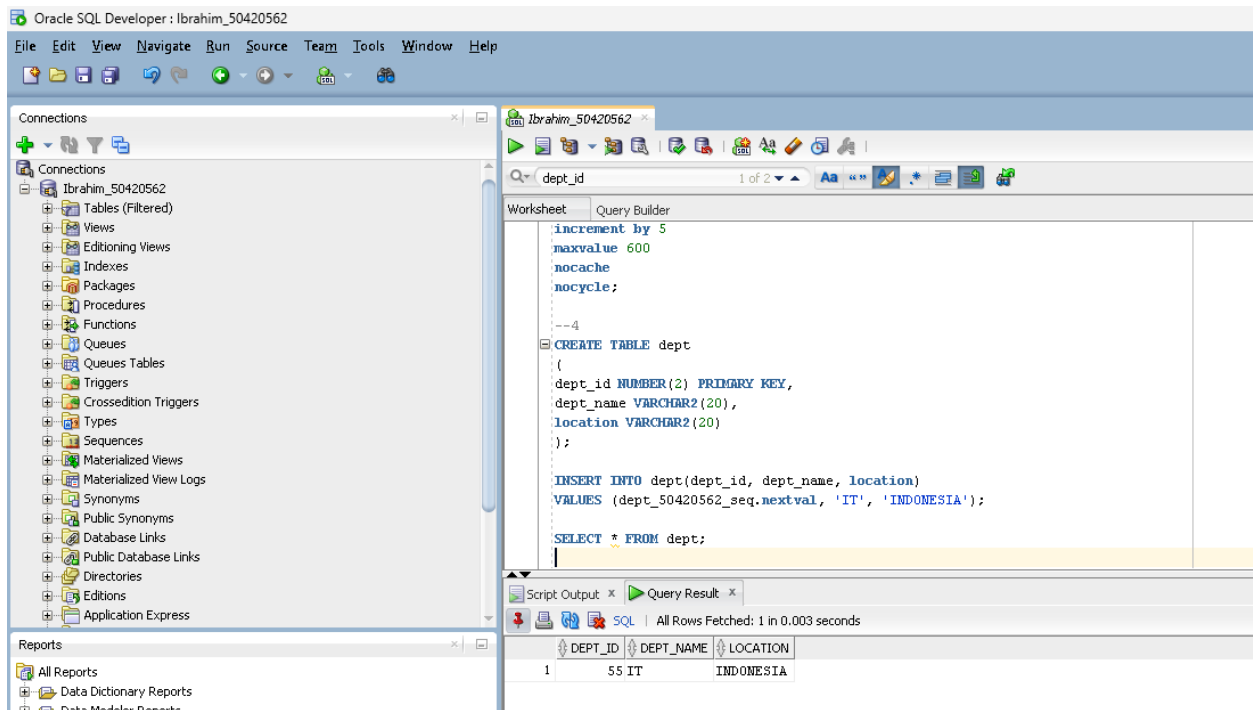 Oracle SQL Developer : Ibrahim_50420562
File Edit View Navigate Run Source Team Tools Window Help
Connections
Connections
Ibrahim_50420562
Tables (Filtered)
Views
Editioning Views
Indexes
Packages
Procedures
Functions
Queues
Queues Tables
Triggers
Crossedition Triggers
Types
Sequences
Materialized Views
Materialized View Logs
Synonyms
Public Synonyms
Database Links
Public Database Links
Directories
Editions
Application Express
Reports
All Reports
Data Dictionary Reports
Data Modeler Reports
Ibrahim_50420562
dept_id 1 of 2 Aa “”
Worksheet Query Builder
increment by 5
maxvalue 600
nocache
nocycle;
--4
CREATE TABLE dept
(
dept_id NUMBER(2) PRIMARY KEY,
dept_name VARCHAR2(20),
location VARCHAR2(20)
);
INSERT INTO dept(dept_id, dept_name, location)
VALUES (dept_50420562_seq.nextval, 'IT', 'INDONESIA');
SELECT * FROM dept;
Script Output x Query Result x
SQL | All Rows Fetched: 1 in 0.003 seconds
DEPT_ID DEPT_NAME LOCATION
1 55 IT INDONESIA